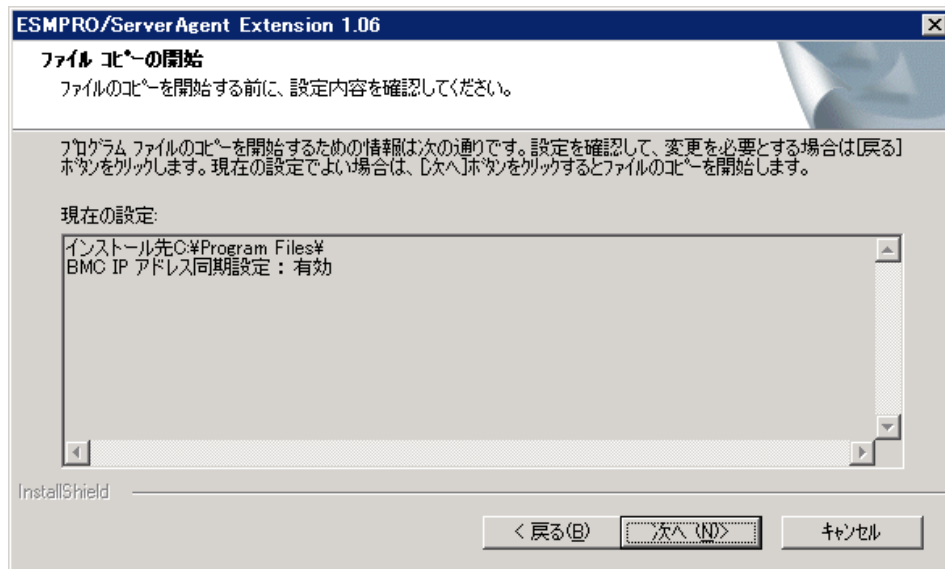 ESMPRO/ServerAgent Extension 1.06
ファイル コピーの開始
ファイルのコピーを開始する前に、設定内容を確認してください。
プログラム ファイルのコピーを開始するための情報は次の通りです。設定を確認して、変更を必要とする場合は[戻る]
ボタンをクリックします。現在の設定でよい場合は、[次へ]ボタンをクリックするとファイルのコピーを開始します。
現在の設定:
インストール先C:¥Program Files¥
BMC IP アドレス同期設定 : 有効
InstallShield
< 戻る(B)
次へ (N)>
キャンセル